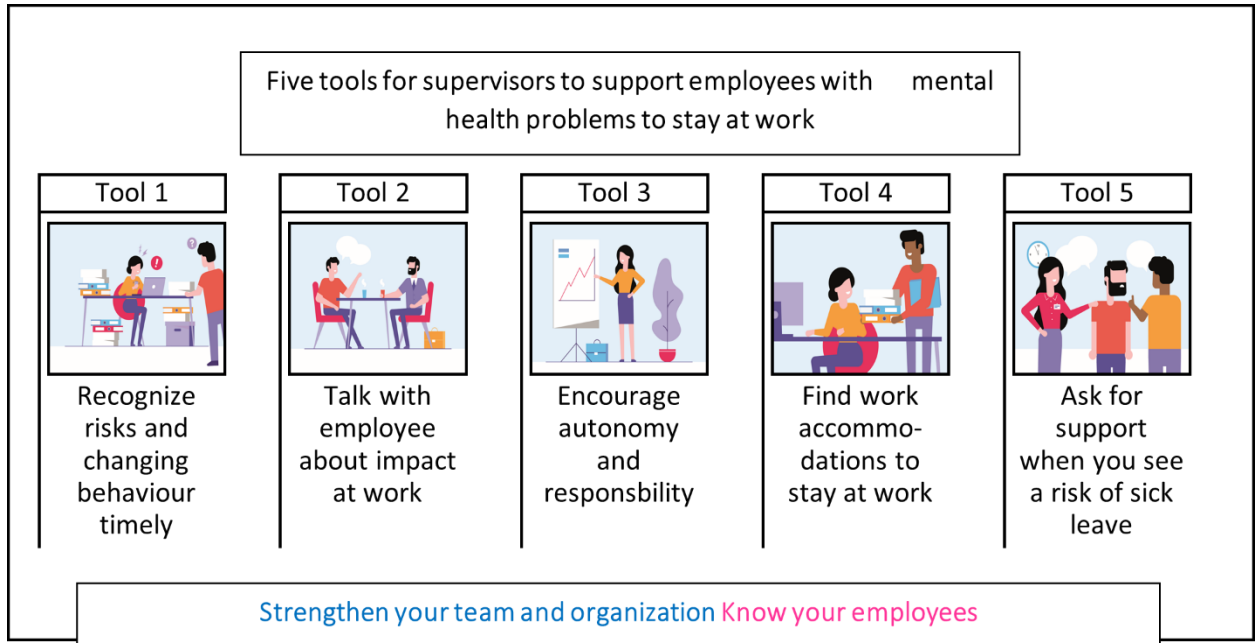 Five tools for supervisors to support employees with mental
health problems to stay at work
Tool 1
Recognize
risks and
changing
behaviour
timely
Tool 2
Talk with
employee
about impact
at work
Tool 3
Encourage
autonomy
and
responsbility
Tool 4
Find work
accommo-
dations to
stay at work
Tool 5
Ask for
support
when you see
a risk of sick
leave
Strengthen your team and organization Know your employees